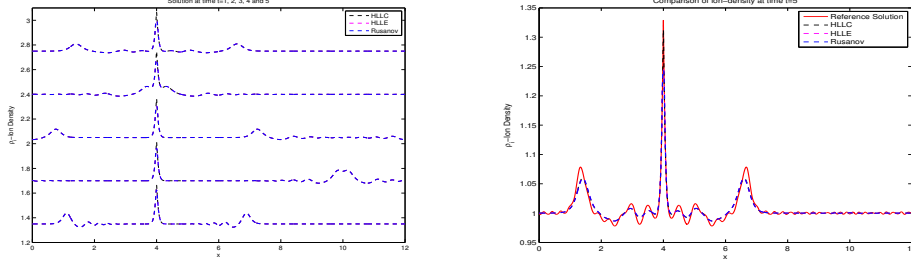 Solution at time t=1, 2, 3, 4 and 5
HLLC
HLLE
Rusanov
3
2.8
2.6
2.4
2.2
2
1.8
1.6
1.4
1.2
ρi-Ion Density
0 2 4 6 8 10 12
x
Comparison of Ion-density at time t=5
Reference Solution
HLLC
HLLE
Rusanov
1.35
1.3
1.25
1.2
1.15
1.1
1.05
1
0.95
ρi-Ion Density
0 2 4 6 8 10 12
x